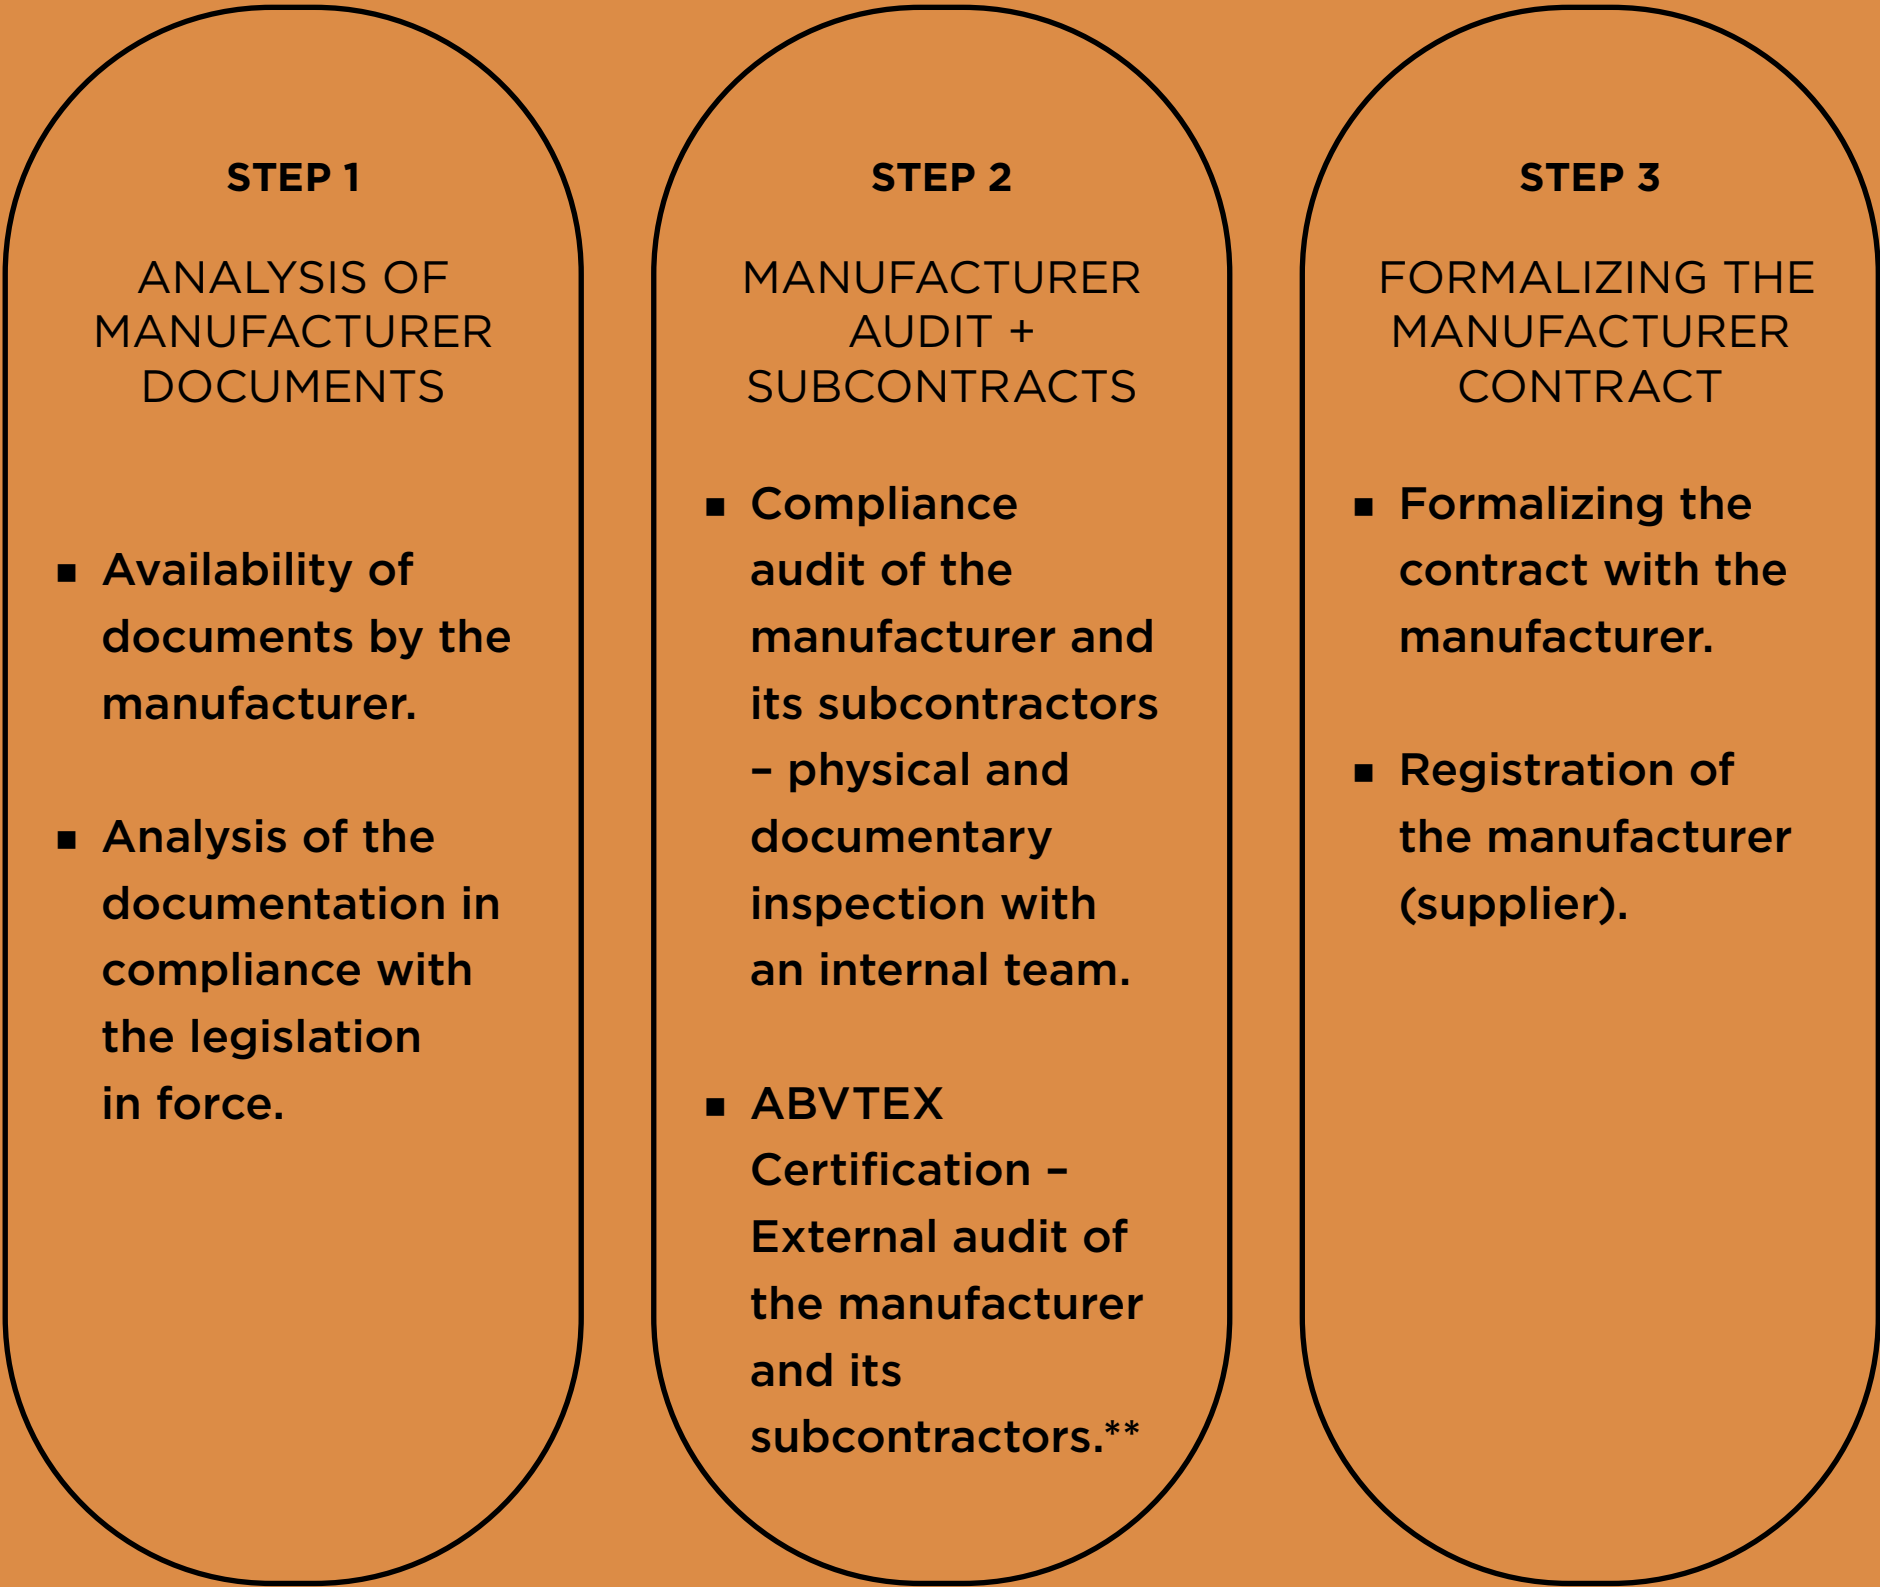 STEP 1
ANALYSIS OF
MANUFACTURER
DOCUMENTS
▪ Availability of
documents by the
manufacturer.
▪ Analysis of the
documentation in
compliance with
the legislation
in force.
STEP 2
MANUFACTURER
AUDIT +
SUBCONTRACTS
▪ Compliance
audit of the
manufacturer and
its subcontractors
– physical and
documentary
inspection with
an internal team.
▪ ABVTEX
Certification –
External audit of
the manufacturer
and its
subcontractors.**
STEP 3
FORMALIZING THE
MANUFACTURER
CONTRACT
▪ Formalizing the
contract with the
manufacturer.
▪ Registration of
the manufacturer
(supplier).